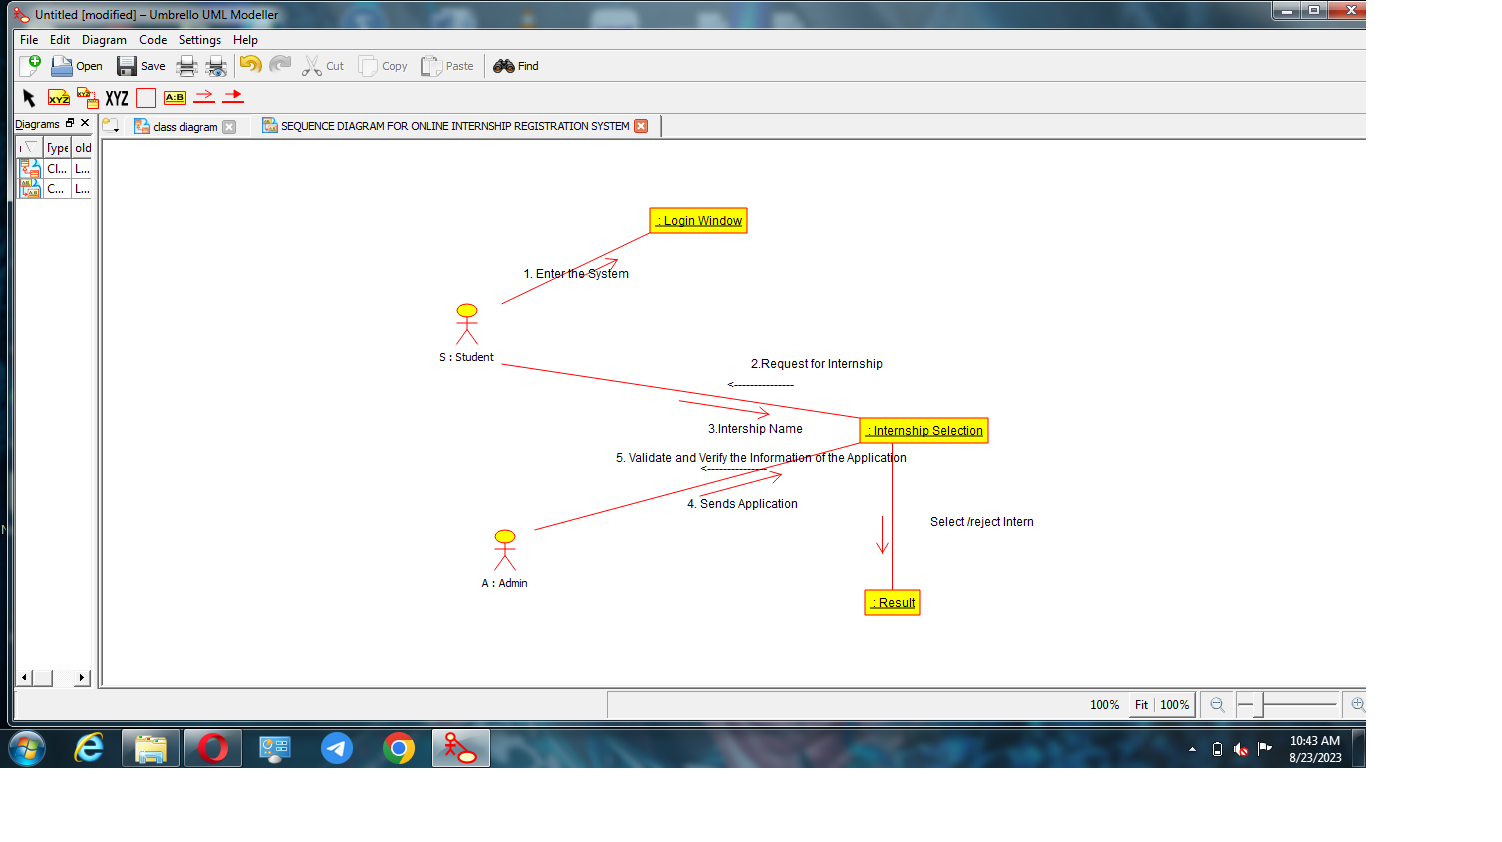 Untitled [modified] – Umbrello UML Modeller
File Edit Diagram Code Settings Help
Open Save Cut Copy Paste Find
XYZ XYZ XYZ A:B
Diagrams class diagram SEQUENCE DIAGRAM FOR ONLINE INTERNSHIP REGISTRATION SYSTEM
Type old
Cl... L...
C... L...
: Login Window
1. Enter the System
S : Student
2.Request for Internship
<---------------
3.Intership Name
: Internship Selection
5. Validate and Verify the Information of the Application
<---------------
4. Sends Application
Select /reject Intern
A : Admin
: Result
100% Fit 100%
10:43 AM
8/23/2023